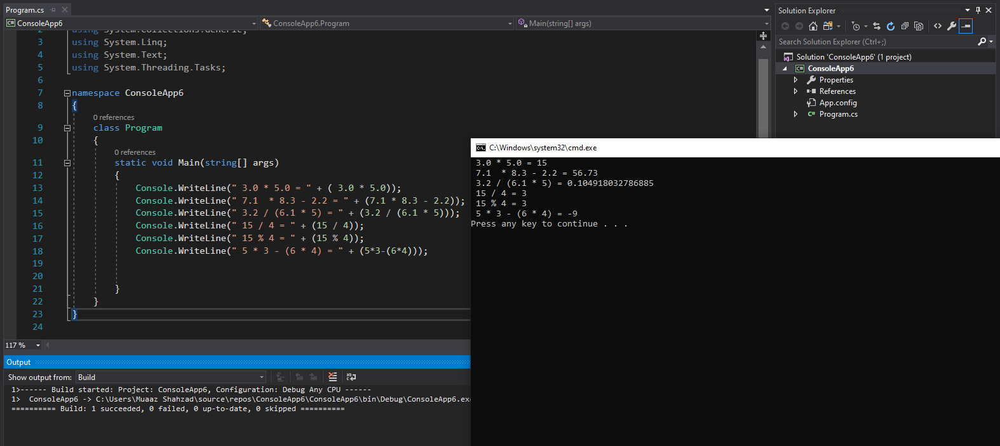 Program.cs
C# ConsoleApp6
ConsoleApp6.Program
Main(string[] args)
2 using System.Collections.Generic;
3 using System.Linq;
4 using System.Text;
5 using System.Threading.Tasks;
6
7 namespace ConsoleApp6
8 {
0 references
9 class Program
10 {
0 references
11 static void Main(string[] args)
12 {
13 Console.WriteLine(" 3.0 * 5.0 = " + ( 3.0 * 5.0));
14 Console.WriteLine(" 7.1  * 8.3 - 2.2 = " + (7.1 * 8.3 - 2.2));
15 Console.WriteLine(" 3.2 / (6.1 * 5) = " + (3.2 / (6.1 * 5)));
16 Console.WriteLine(" 15 / 4 = " + (15 / 4));
17 Console.WriteLine(" 15 % 4 = " + (15 % 4));
18 Console.WriteLine(" 5 * 3 - (6 * 4) = " + (5*3-(6*4)));
19
20
21 }
22 }
23 }
24
117 %
Output
Show output from: Build
1>------ Build started: Project: ConsoleApp6, Configuration: Debug Any CPU ------
1>  ConsoleApp6 -> C:\Users\Muaaz Shahzad\source\repos\ConsoleApp6\ConsoleApp6\bin\Debug\ConsoleApp6.exe
========== Build: 1 succeeded, 0 failed, 0 up-to-date, 0 skipped ==========
Solution Explorer
Search Solution Explorer (Ctrl+;)
Solution 'ConsoleApp6' (1 project)
C# ConsoleApp6
Properties
References
App.config
C# Program.cs
C:\Windows\system32\cmd.exe
3.0 * 5.0 = 15
7.1  * 8.3 - 2.2 = 56.73
3.2 / (6.1 * 5) = 0.104918032786885
15 / 4 = 3
15 % 4 = 3
5 * 3 - (6 * 4) = -9
Press any key to continue . . .